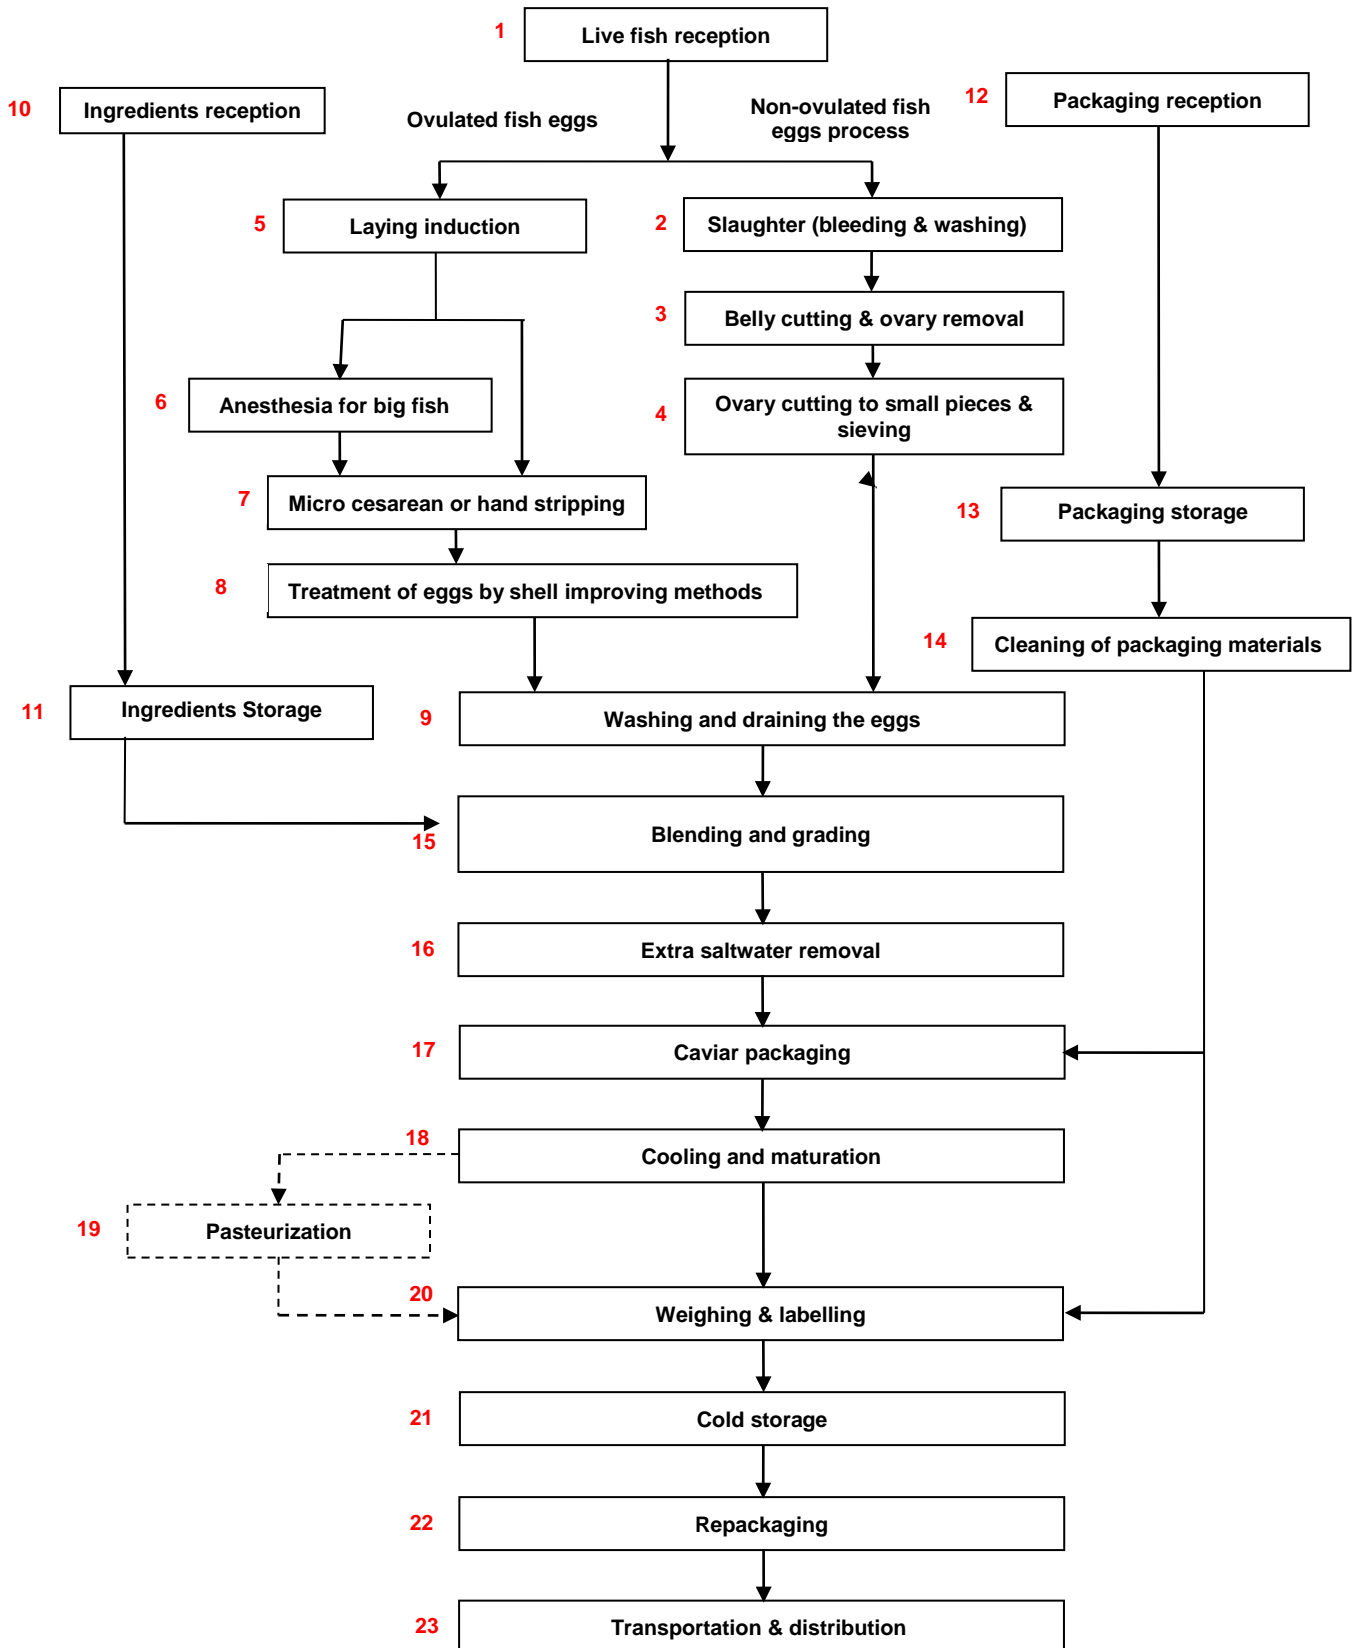 1
Live fish reception
10
Ingredients reception
12
Packaging reception
Ovulated fish eggs
Non-ovulated fish
eggs process
5
Laying induction
2
Slaughter (bleeding & washing)
3
Belly cutting & ovary removal
6
Anesthesia for big fish
4
Ovary cutting to small pieces &
sieving
7
Micro cesarean or hand stripping
13
Packaging storage
8
Treatment of eggs by shell improving methods
14
Cleaning of packaging materials
11
Ingredients Storage
9
Washing and draining the eggs
15
Blending and grading
16
Extra saltwater removal
17
Caviar packaging
18
Cooling and maturation
19
Pasteurization
20
Weighing & labelling
21
Cold storage
22
Repackaging
23
Transportation & distribution